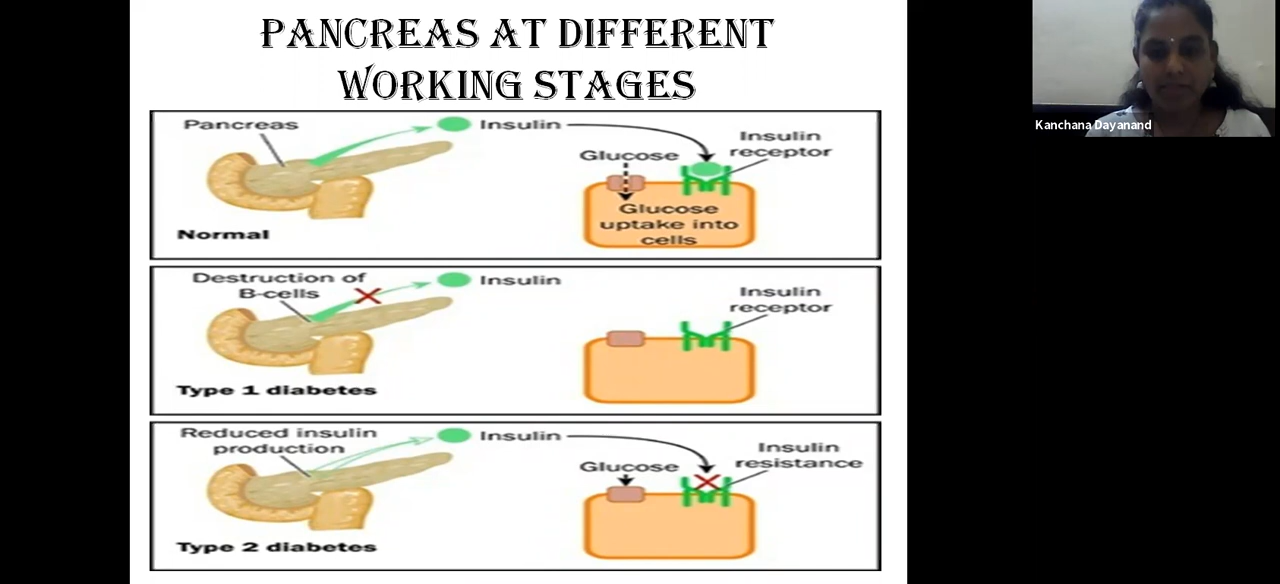 PANCREAS AT DIFFERENT
WORKING STAGES
Pancreas
Insulin
Insulin
receptor
Glucose
Glucose
uptake into
cells
Normal
Destruction of
B-cells
Insulin
Insulin
receptor
Type 1 diabetes
Reduced insulin
production
Insulin
Insulin
resistance
Glucose
Type 2 diabetes
Kanchana Dayanand